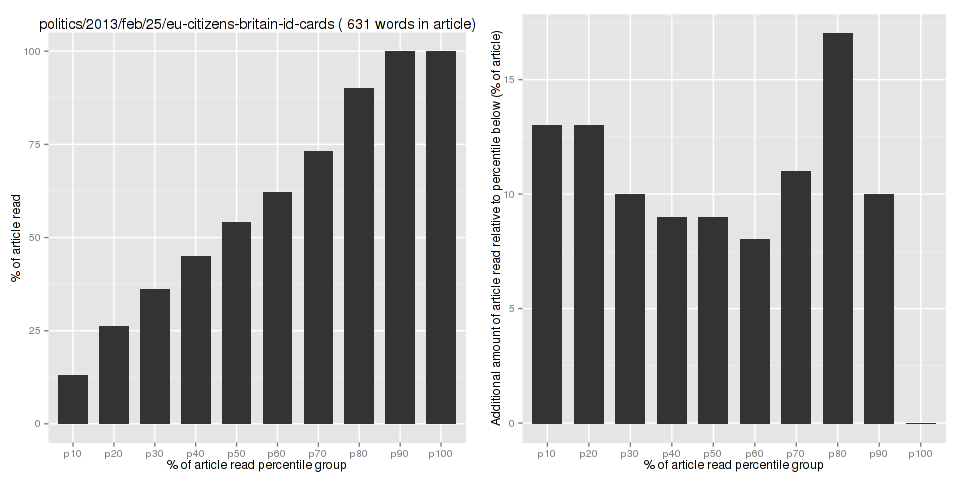 politics/2013/feb/25/eu-citizens-britain-id-cards ( 631 words in article)
% of article read
100
75
50
25
0
p10 p20 p30 p40 p50 p60 p70 p80 p90 p100
% of article read percentile group
Additional amount of article read relative to percentile below (% of article)
15
10
5
0
p10 p20 p30 p40 p50 p60 p70 p80 p90 p100
% of article read percentile group